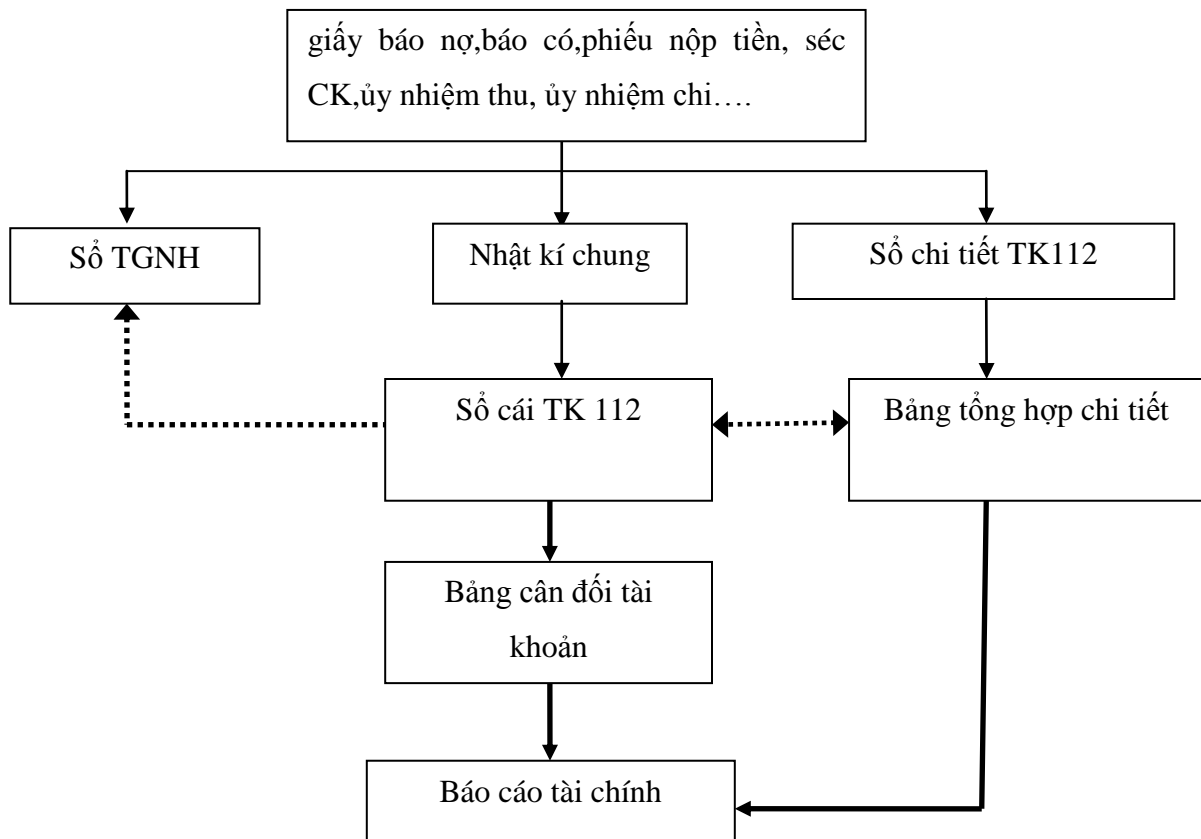 giấy báo nợ,báo có,phiếu nộp tiền, séc
CK,ủy nhiệm thu, ủy nhiệm chi….
Sổ TGNH
Nhật kí chung
Sổ chi tiết TK112
Sổ cái TK 112
Bảng tổng hợp chi tiết
Bảng cân đối tài
khoản
Báo cáo tài chính